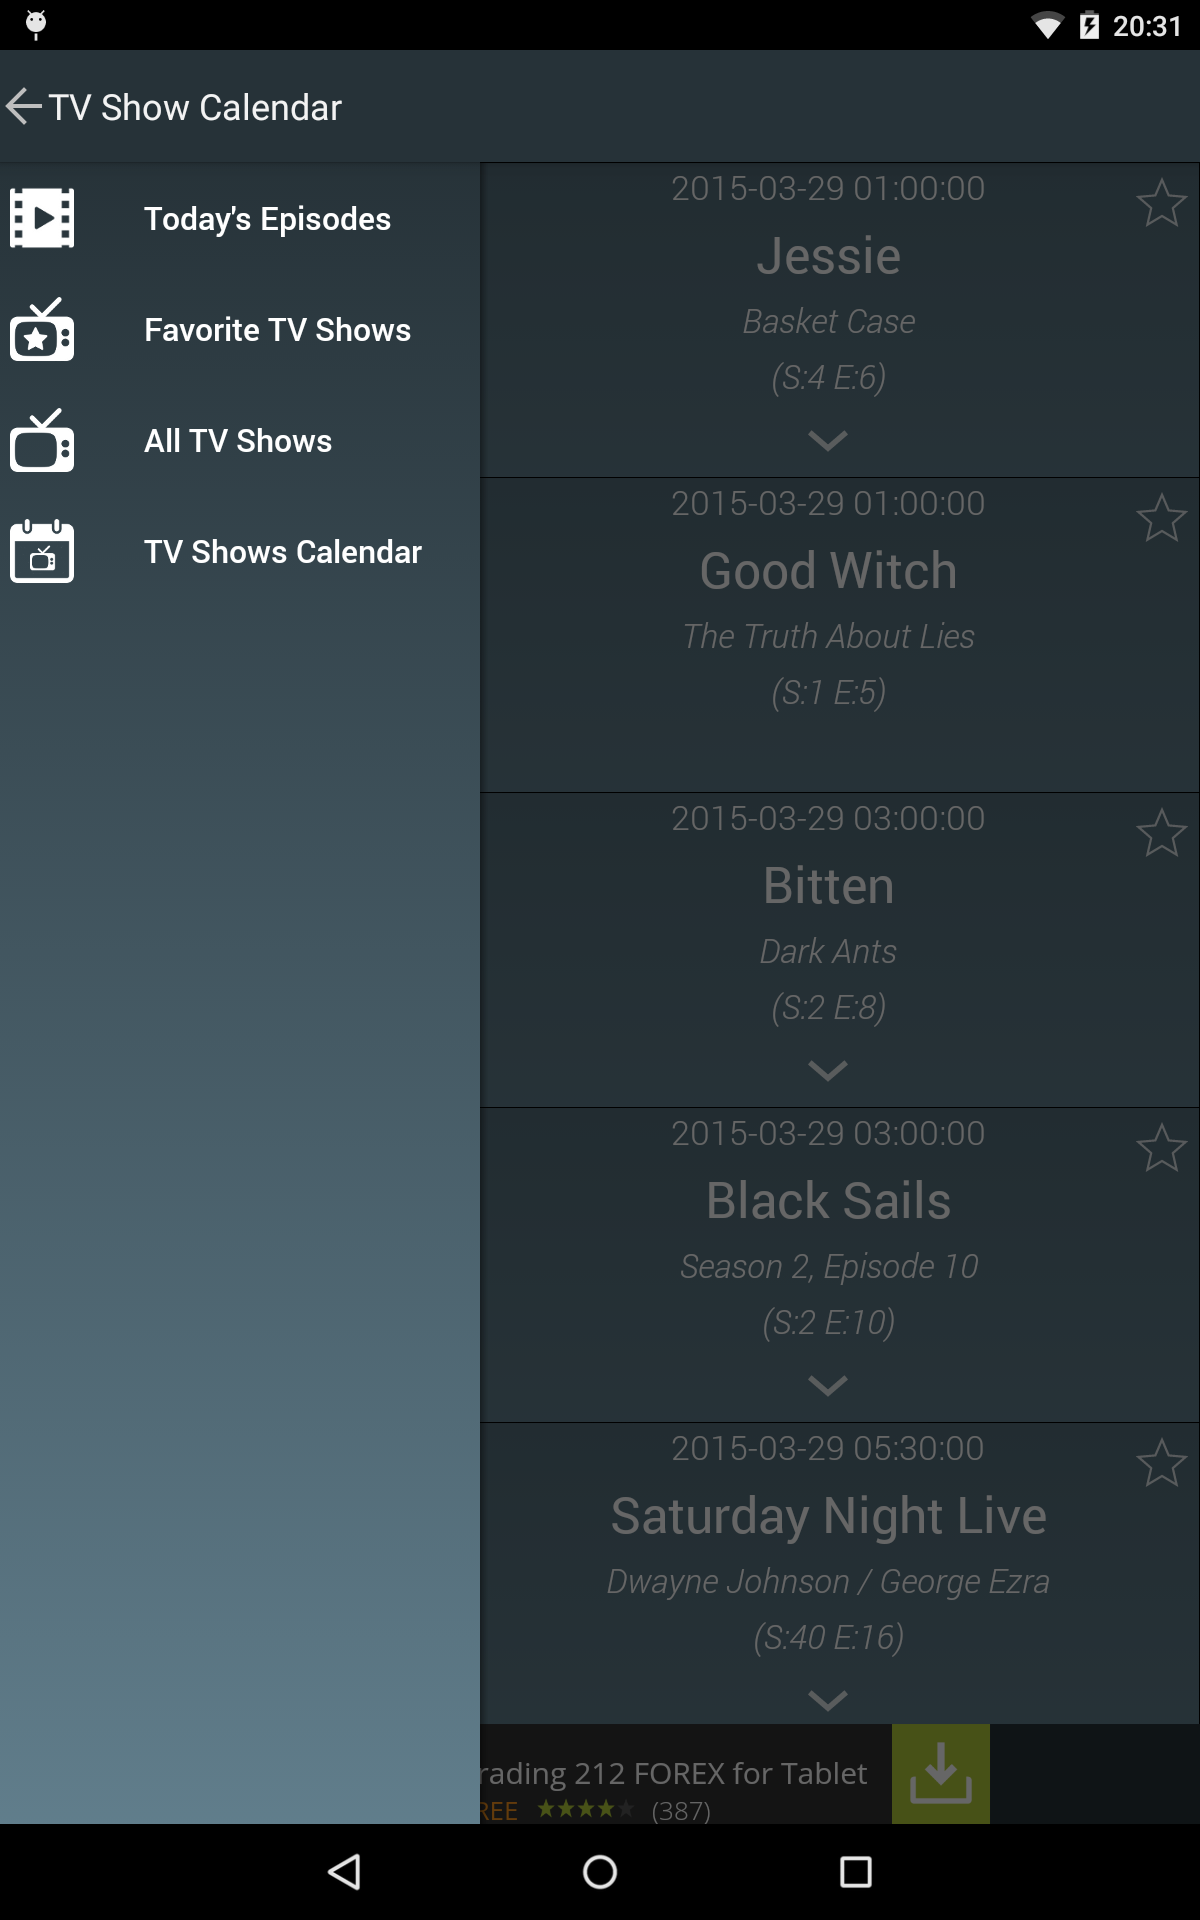 20:31
TV Show Calendar
Today's Episodes
Favorite TV Shows
All TV Shows
TV Shows Calendar
2015-03-29 01:00:00
Jessie
Basket Case
(S:4 E:6)
2015-03-29 01:00:00
Good Witch
The Truth About Lies
(S:1 E:5)
2015-03-29 03:00:00
Bitten
Dark Ants
(S:2 E:8)
2015-03-29 03:00:00
Black Sails
Season 2, Episode 10
(S:2 E:10)
2015-03-29 05:30:00
Saturday Night Live
Dwayne Johnson / George Ezra
(S:40 E:16)
rading 212 FOREX for Tablet
REE (387)